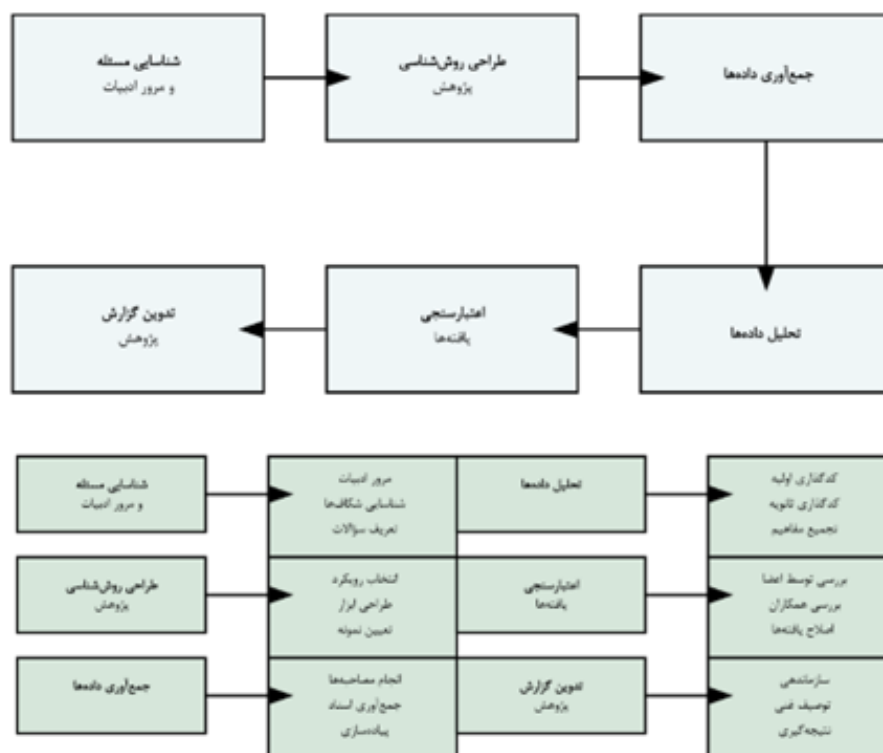 شناسایی مسئله
و مرور ادبیات
طراحی روش‌شناسی
پژوهش
جمع‌آوری داده‌ها
تحلیل داده‌ها
اعتبارسنجی
یافته‌ها
تدوین گزارش
پژوهش
شناسایی مسئله
و مرور ادبیات
مرور ادبیات
شناسایی شکاف‌ها
تعریف سؤالات
طراحی روش‌شناسی
پژوهش
انتخاب رویکرد
طراحی ابزار
تعیین نمونه
جمع‌آوری داده‌ها
انجام مصاحبه‌ها
جمع‌آوری اسناد
پیاده‌سازی
تحلیل داده‌ها
کدگذاری اولیه
کدگذاری ثانویه
تجمیع مفاهیم
اعتبارسنجی
یافته‌ها
بررسی توسط اعضا
بررسی همکاران
اصلاح یافته‌ها
تدوین گزارش
پژوهش
سازماندهی
توصیف غنی
نتیجه‌گیری